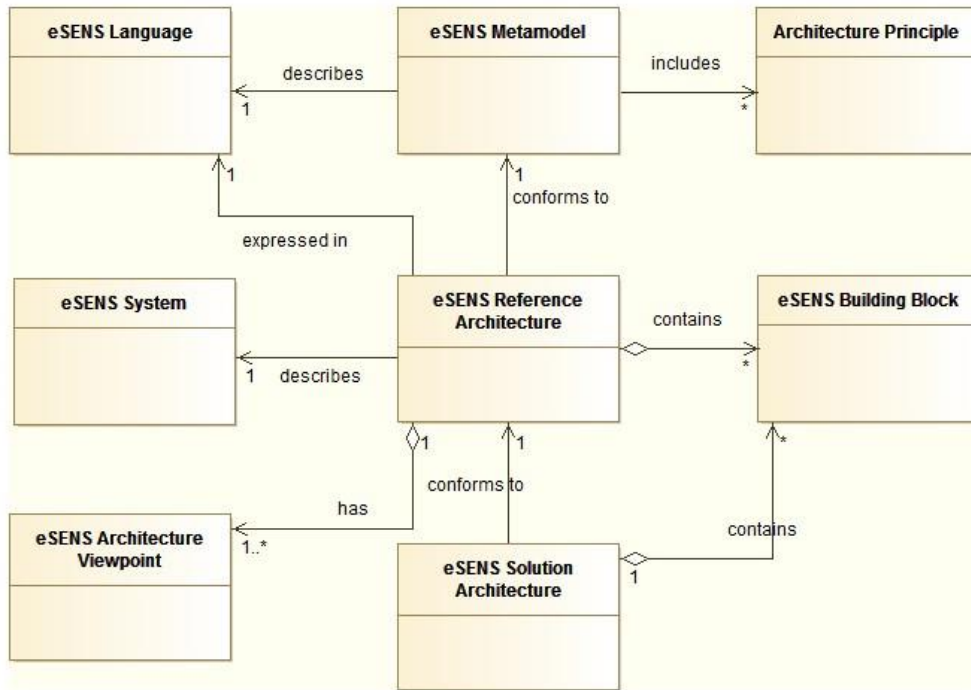 eSENS Language
eSENS Metamodel
Architecture Principle
describes
includes
1
*
1
1
conforms to
expressed in
eSENS System
eSENS Reference
Architecture
eSENS Building Block
contains
1
describes
*
1
1
*
conforms to
has
eSENS Architecture
Viewpoint
1..*
eSENS Solution
Architecture
contains
1